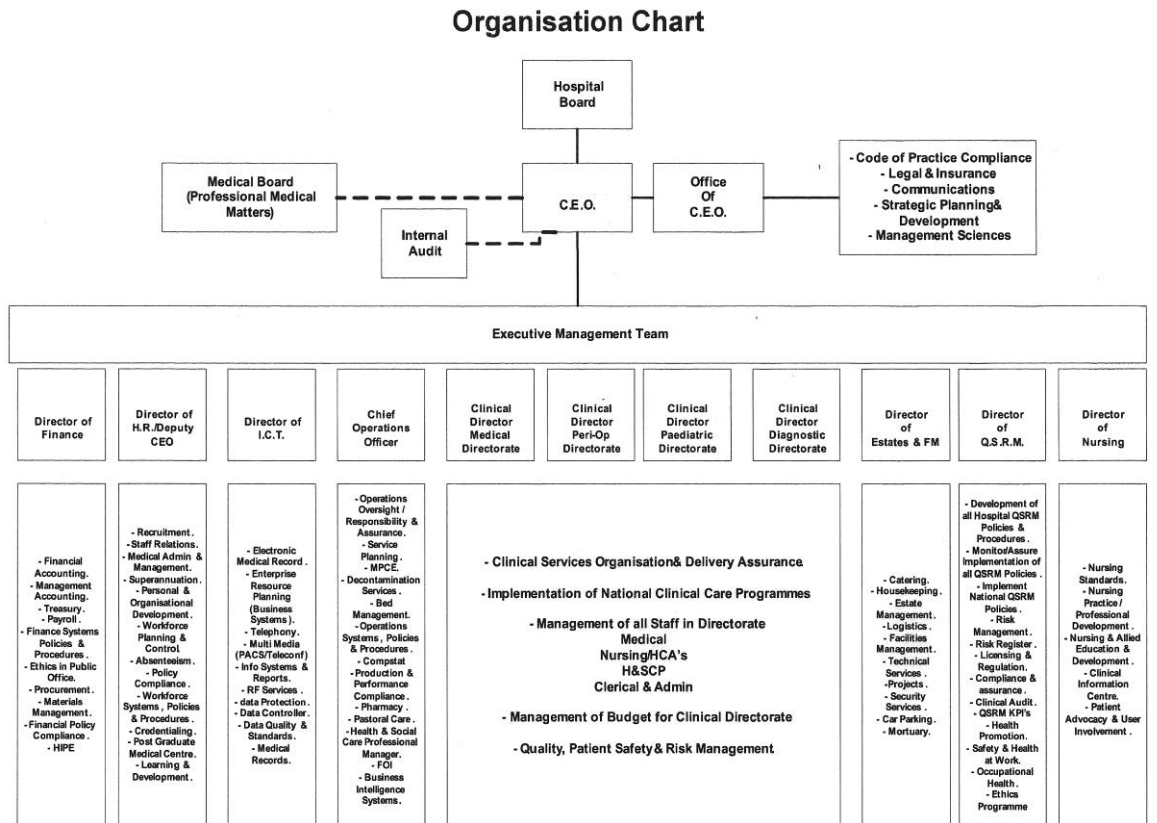 Organisation Chart
Hospital
Board
Medical Board
(Professional Medical
Matters)
Internal
Audit
C.E.O.
Office
Of
C.E.O.
- Code of Practice Compliance
- Legal & Insurance
- Communications
- Strategic Planning&
Development
- Management Sciences
Executive Management Team
Director of
Finance
Director of
H.R./Deputy
CEO
Director of
I.C.T.
Chief
Operations
Officer
Clinical
Director
Medical
Directorate
Clinical
Director
Peri-Op
Directorate
Clinical
Director
Paediatric
Directorate
Clinical
Director
Diagnostic
Directorate
Director
of
Estates & FM
Director
of
Q.S.R.M.
Director
of
Nursing
- Financial
Accounting.
- Management
Accounting.
- Treasury.
- Payroll.
- Finance Systems
Policies &
Procedures.
- Ethics in Public
Office.
- Procurement.
- Materials
Management.
- Financial Policy
Compliance.
- HIPE
- Recruitment.
- Staff Relations.
- Medical Admin &
Management.
- Superannuation.
- Personal &
Organisational
Development.
- Workforce
Planning &
Control.
- Absenteeism.
- Policy
Compliance.
- Workforce
Systems, Policies
& Procedures.
- Credentialing.
- Post Graduate
Medical Centre.
- Learning &
Development.
- Electronic
Medical Record.
- Enterprise
Resource
Planning
(Business
Systems).
- Telephony.
- Multi Media
(PACS/Teleconf)
- Info Systems &
Reports.
- RF Services.
- data Protection.
- Data Controller.
- Data Quality &
Standards.
- Medical
Records.
- Operations
Oversight /
Responsibility &
Assurance.
- Service
Planning.
- MPCE.
- Decontamination
Services.
- Bed
Management.
- Operations
Systems, Policies
& Procedures.
- Compstat
- Production &
Performance
Compliance.
- Pharmacy.
- Pastoral Care.
- Health & Social
Care Professional
Manager.
- FOI
- Business
Intelligence
Systems.
- Clinical Services Organisation& Delivery Assurance
- Implementation of National Clinical Care Programmes
- Management of all Staff in Directorate
Medical
Nursing/HCA's
H&SCP
Clerical & Admin
- Management of Budget for Clinical Directorate
- Quality, Patient Safety& Risk Management
- Catering.
- Housekeeping.
- Estate
Management.
- Logistics.
- Facilities
Management.
- Technical
Services.
-Projects.
- Security
Services.
- Car Parking.
- Mortuary.
- Development of
all Hospital QSRM
Policies &
Procedures.
- Monitor/Assure
Implementation of
all QSRM Policies.
- Implement
National QSRM
Policies.
- Risk
Management.
- Risk Register.
- Licensing &
Regulation.
- Compliance &
assurance.
- Clinical Audit.
- QSRM KPI's
- Health
Promotion.
- Safety & Health
at Work.
- Occupational
Health.
- Ethics
Programme
- Nursing
Standards.
- Nursing
Practice /
Professional
Development.
- Nursing & Allied
Education &
Development.
- Clinical
Information
Centre.
- Patient
Advocacy & User
Involvement.